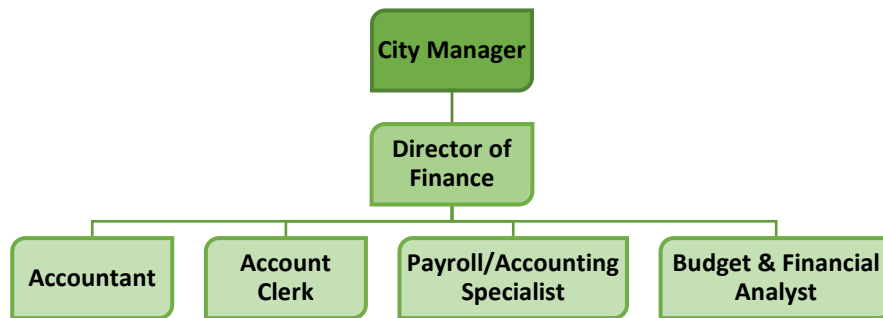 City Manager
Director of
Finance
Accountant
Account
Clerk
Payroll/Accounting
Specialist
Budget & Financial
Analyst